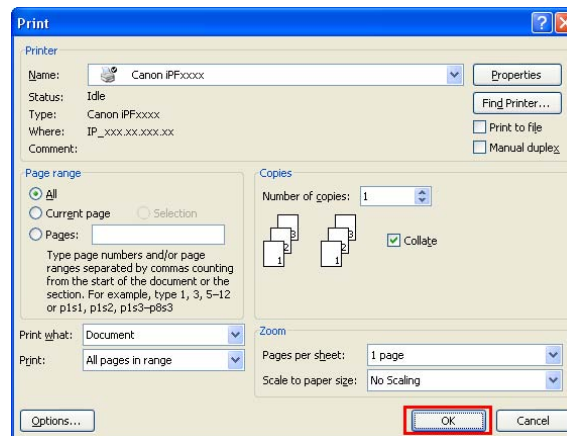 Print
Printer
Name: Canon iPFxxxx
Properties
Status: Idle
Find Printer...
Type: Canon iPFxxxx
Where: IP_xxx.xx.xxx.xx
Print to file
Comment:
Manual duplex
Page range
All
Current page Selection
Pages:
Type page numbers and/or page
ranges separated by commas counting
from the start of the document or the
section. For example, type 1, 3, 5–12
or p1s1, p1s2, p1s3–p8s3
Copies
Number of copies: 1
3 3
2 2
1 1
Collate
Print what: Document
Print: All pages in range
Zoom
Pages per sheet: 1 page
Scale to paper size: No Scaling
Options...
OK
Cancel